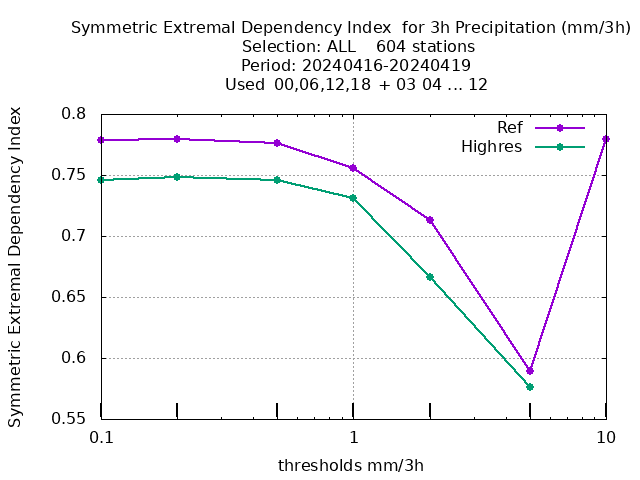 Symmetric Extremal Dependency Index  for 3h Precipitation (mm/3h)
Selection: ALL    604 stations
Period: 20240416-20240419
Used  00,06,12,18 + 03 04 ... 12
Symmetric Extremal Dependency Index
0.8
0.75
0.7
0.65
0.6
0.55
Ref
Highres
0.1
1
10
thresholds mm/3h